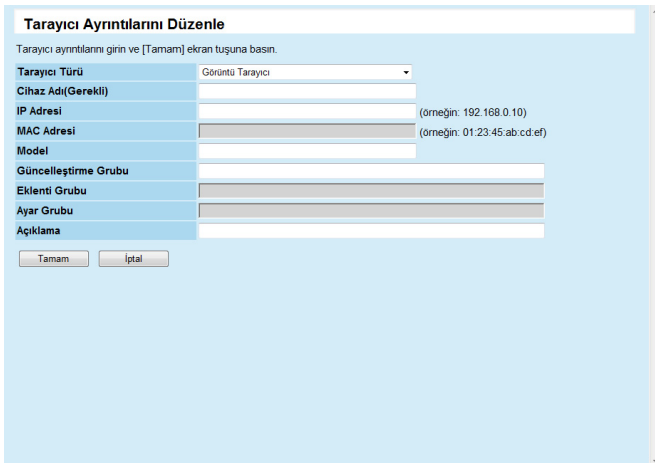 Tarayıcı Ayrıntılarını Düzenle
Tarayıcı ayrıntılarını girin ve [Tamam] ekran tuşuna basın.
Tarayıcı Türü Görüntü Tarayıcı
Cihaz Adı(Gerekli)
IP Adresi (örneğin: 192.168.0.10)
MAC Adresi (örneğin: 01:23:45:ab:cd:ef)
Model
Güncelleştirme Grubu
Eklenti Grubu
Ayar Grubu
Açıklama
Tamam İptal